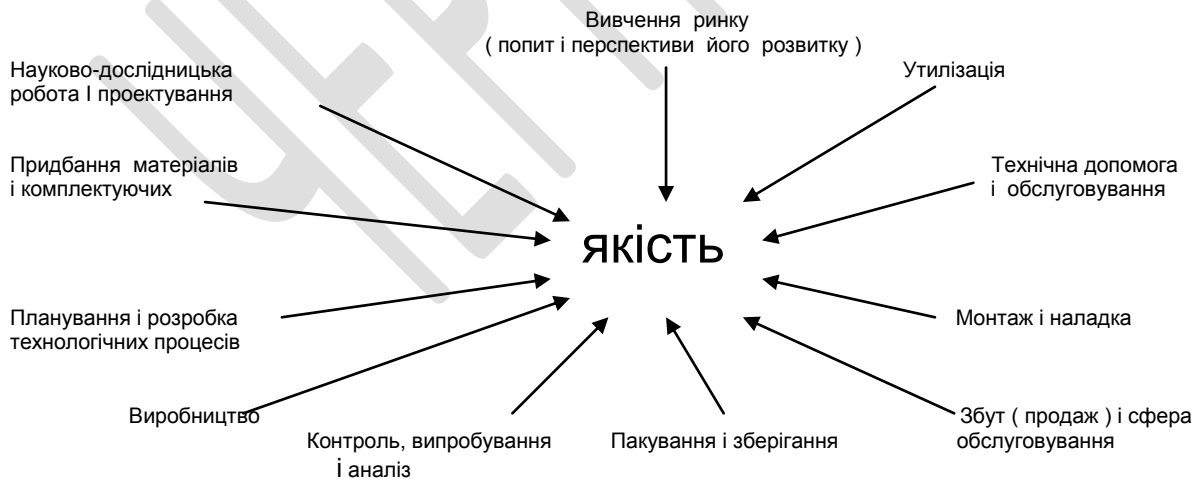 Вивчення ринку
( попит і перспективи його розвитку )
Науково-дослідницька
робота І проектування
Утилізація
Придбання матеріалів
і комплектуючих
Технічна допомога
і обслуговування
якість
Планування і розробка
технологічних процесів
Монтаж і наладка
Виробництво
Контроль, випробування
і аналіз
Пакування і зберігання
Збут ( продаж ) і сфера
обслуговування